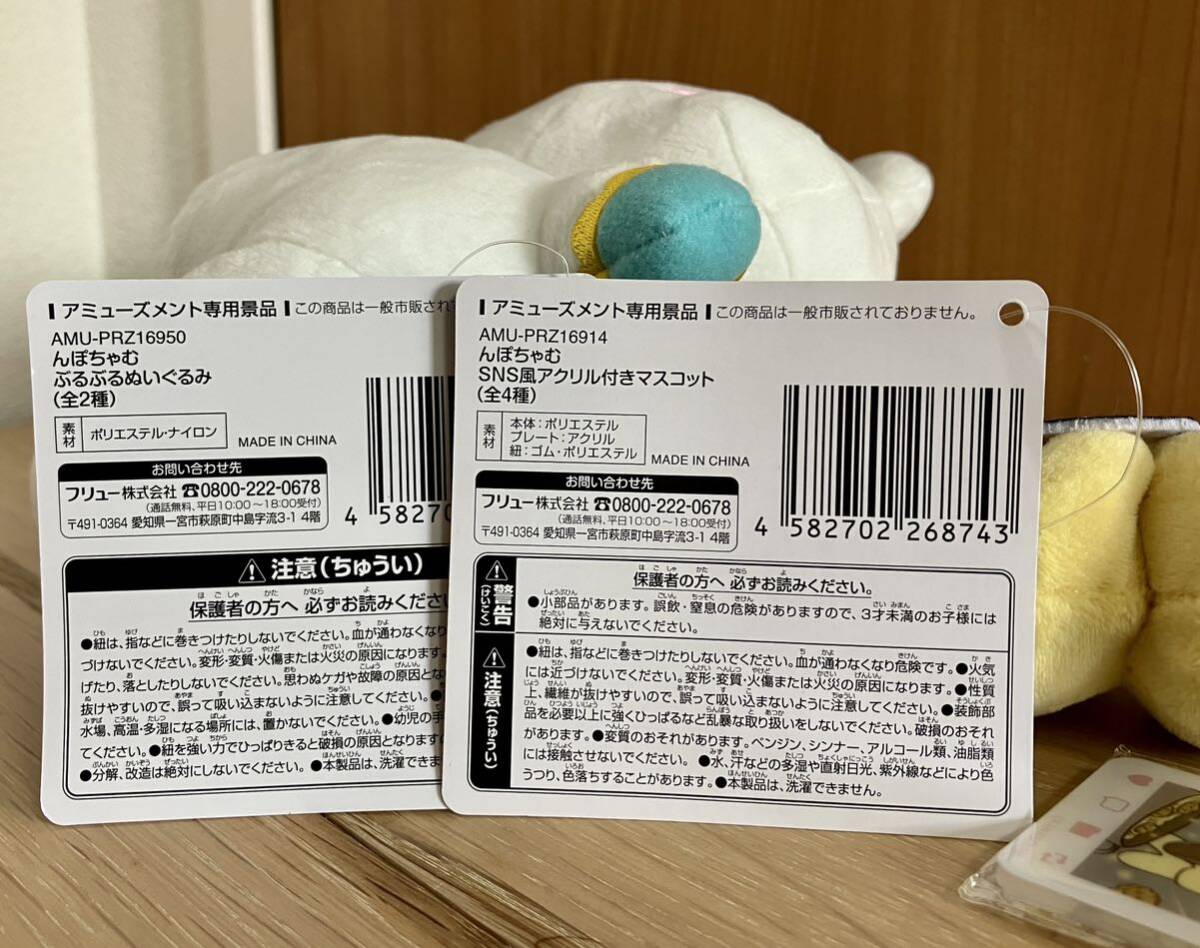 アミューズメント専用景品 この商品は一般市販され
AMU-PRZ16950
んぽちゃむ
ぶるぶるぬいぐるみ
(全2種)
素材 ポリエステル・ナイロン
MADE IN CHINA
お問い合わせ先
フリュー株式会社 ☎0800-222-0678
(通話無料、平日10:00~18:00受付)
〒491-0364 愛知県一宮市萩原町中島字流3-1 4階
4 58270
⚠注意(ちゅうい)
保護者の方へ 必ずお読みくださ
●紐は、指などに巻きつけたりしないでください。血が通わなくなり
づけないでください。変形・変質・火傷または火災の原因になります。
げたり、落としたりしないでください。思わぬケガや故障の原因とな
抜けやすいので、誤って吸い込まないように注意してください。●
水場、高温・多湿になる場所には、置かないでください。●幼児の手
てください。●紐を強い力でひっぱりきると破損の原因となります
●分解、改造は絶対にしないでください。●本製品は、洗濯できませ
アミューズメント専用景品 この商品は一般市販されておりません。
AMU-PRZ16914
んぽちゃむ
SNS風アクリル付きマスコット
(全4種)
素材 本体:ポリエステル
プレート:アクリル
紐:ゴム・ポリエステル
MADE IN CHINA
お問い合わせ先
フリュー株式会社 ☎0800-222-0678
(通話無料、平日10:00~18:00受付)
〒491-0364 愛知県一宮市萩原町中島字流3-1 4階
4 582702 268743
⚠警告(けいこく)
保護者の方へ 必ずお読みください。
●小部品があります。誤飲・窒息の危険がありますので、3才未満のお子様には
絶対に与えないでください。
⚠注意(ちゅうい)
●紐は、指などに巻きつけたりしないでください。血が通わなくなり危険です。●火気
には近づけないでください。変形・変質・火傷または火災の原因になります。●性質
上、繊維が抜けやすいので、誤って吸い込まないように注意してください。●装飾部
品を必要以上に強くひっぱるなど乱暴な取り扱いをしないでください。破損のおそれ
があります。●変質のおそれがあります。ベンジン、シンナー、アルコール類、油脂類
には接触させないでください。●水、汗などの多湿や直射日光、紫外線などにより色
うつり、色落ちすることがあります。●本製品は、洗濯できません。